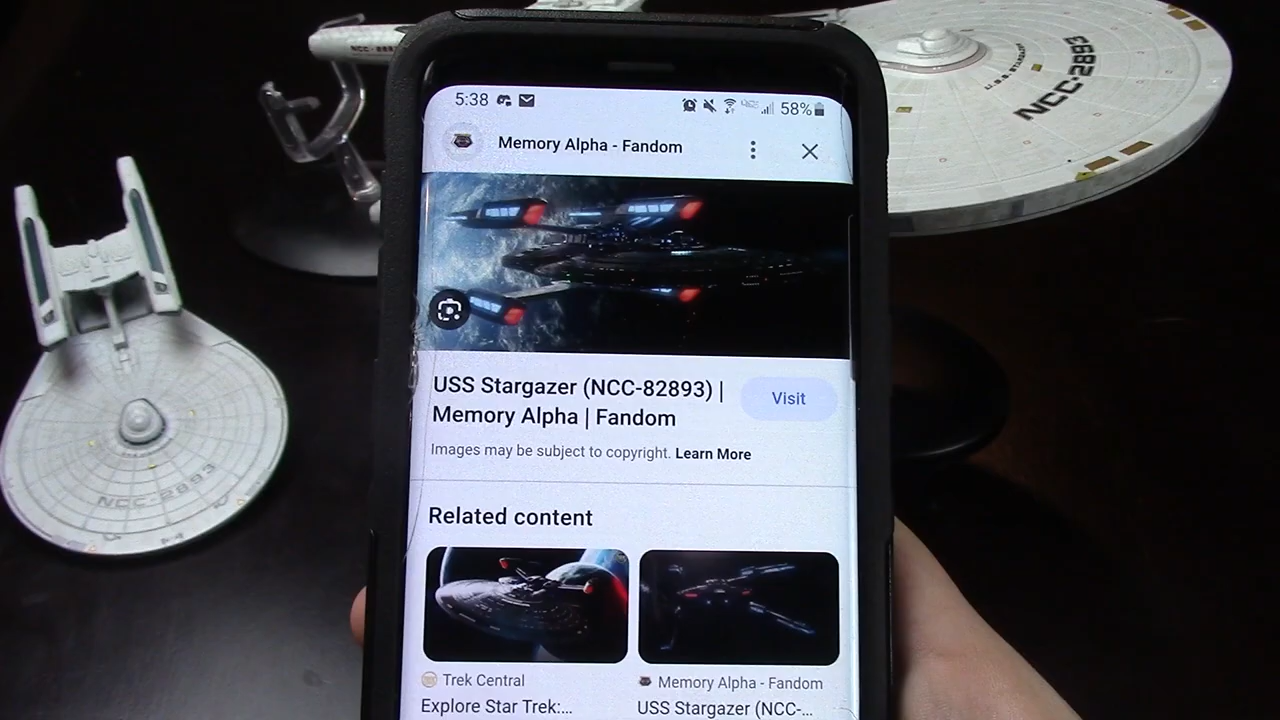 5:38
58%
Memory Alpha - Fandom
USS Stargazer (NCC-82893) |
Memory Alpha | Fandom
Visit
Images may be subject to copyright. Learn More
Related content
Trek Central
Explore Star Trek:...
Memory Alpha - Fandom
USS Stargazer (NCC-...
NCC-2893
U.S.S. STARGAZER
NCC-2893